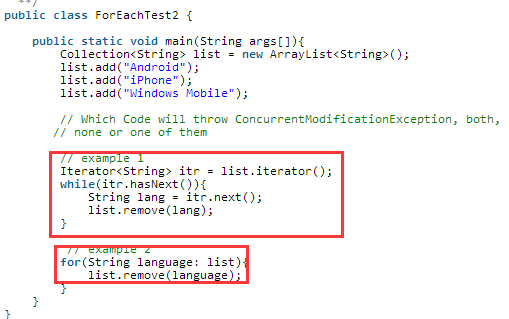 **/
public class ForEachTest2 {
public static void main(String args[]){
Collection<String> list = new ArrayList<String>();
list.add("Android");
list.add("iPhone");
list.add("Windows Mobile");
// Which Code will throw ConcurrentModificationException, both,
// none or one of them
// example 1
Iterator<String> itr = list.iterator();
while(itr.hasNext()){
String lang = itr.next();
list.remove(lang);
}
// example 2
for(String language: list){
list.remove(language);
}
}
}